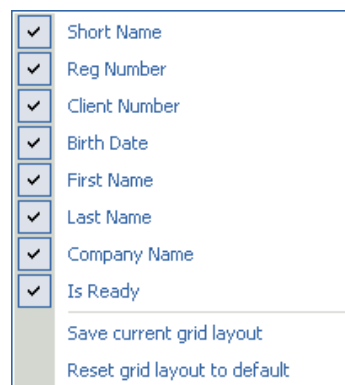 Short Name
Reg Number
Client Number
Birth Date
First Name
Last Name
Company Name
Is Ready
Save current grid layout
Reset grid layout to default